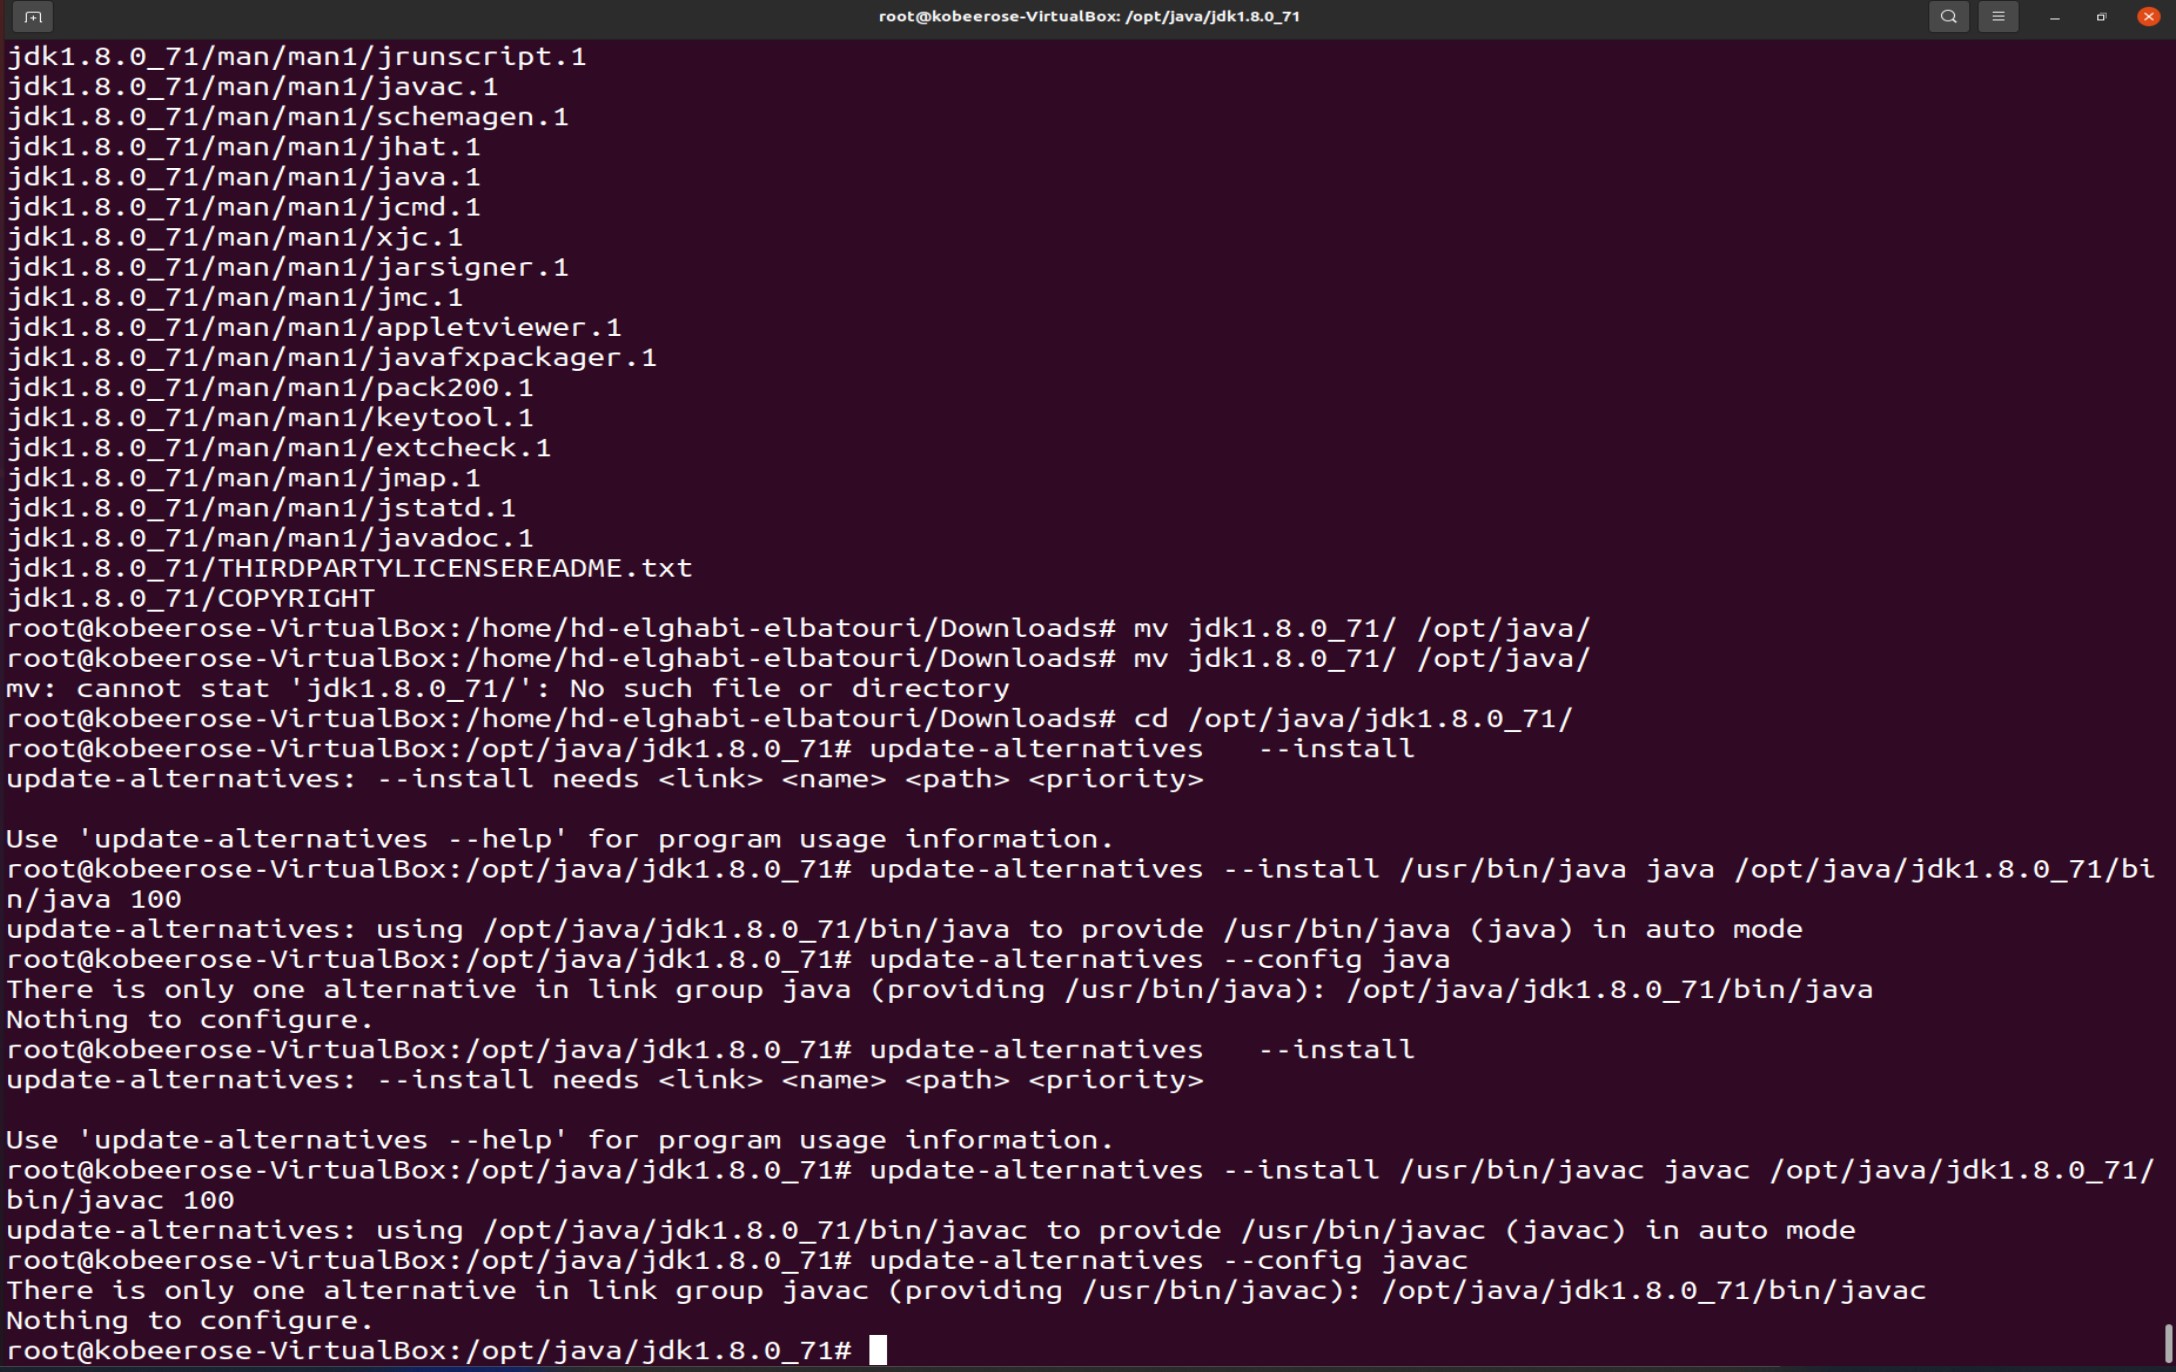 root@kobeerose-VirtualBox: /opt/java/jdk1.8.0_71
jdk1.8.0_71/man/man1/jrunscript.1
jdk1.8.0_71/man/man1/javac.1
jdk1.8.0_71/man/man1/schemagen.1
jdk1.8.0_71/man/man1/jhat.1
jdk1.8.0_71/man/man1/java.1
jdk1.8.0_71/man/man1/jcmd.1
jdk1.8.0_71/man/man1/xjc.1
jdk1.8.0_71/man/man1/jarsigner.1
jdk1.8.0_71/man/man1/jmc.1
jdk1.8.0_71/man/man1/appletviewer.1
jdk1.8.0_71/man/man1/javafxpackager.1
jdk1.8.0_71/man/man1/pack200.1
jdk1.8.0_71/man/man1/keytool.1
jdk1.8.0_71/man/man1/extcheck.1
jdk1.8.0_71/man/man1/jmap.1
jdk1.8.0_71/man/man1/jstatd.1
jdk1.8.0_71/man/man1/javadoc.1
jdk1.8.0_71/THIRDPARTYLICENSEREADME.txt
jdk1.8.0_71/COPYRIGHT
root@kobeerose-VirtualBox:/home/hd-elghabi-elbatouri/Downloads# mv jdk1.8.0_71/ /opt/java/
root@kobeerose-VirtualBox:/home/hd-elghabi-elbatouri/Downloads# mv jdk1.8.0_71/ /opt/java/
mv: cannot stat 'jdk1.8.0_71/': No such file or directory
root@kobeerose-VirtualBox:/home/hd-elghabi-elbatouri/Downloads# cd /opt/java/jdk1.8.0_71/
root@kobeerose-VirtualBox:/opt/java/jdk1.8.0_71# update-alternatives   --install
update-alternatives: --install needs <link> <name> <path> <priority>

Use 'update-alternatives --help' for program usage information.
root@kobeerose-VirtualBox:/opt/java/jdk1.8.0_71# update-alternatives --install /usr/bin/java java /opt/java/jdk1.8.0_71/bi
n/java 100
update-alternatives: using /opt/java/jdk1.8.0_71/bin/java to provide /usr/bin/java (java) in auto mode
root@kobeerose-VirtualBox:/opt/java/jdk1.8.0_71# update-alternatives --config java
There is only one alternative in link group java (providing /usr/bin/java): /opt/java/jdk1.8.0_71/bin/java
Nothing to configure.
root@kobeerose-VirtualBox:/opt/java/jdk1.8.0_71# update-alternatives   --install
update-alternatives: --install needs <link> <name> <path> <priority>

Use 'update-alternatives --help' for program usage information.
root@kobeerose-VirtualBox:/opt/java/jdk1.8.0_71# update-alternatives --install /usr/bin/javac javac /opt/java/jdk1.8.0_71/
bin/javac 100
update-alternatives: using /opt/java/jdk1.8.0_71/bin/javac to provide /usr/bin/javac (javac) in auto mode
root@kobeerose-VirtualBox:/opt/java/jdk1.8.0_71# update-alternatives --config javac
There is only one alternative in link group javac (providing /usr/bin/javac): /opt/java/jdk1.8.0_71/bin/javac
Nothing to configure.
root@kobeerose-VirtualBox:/opt/java/jdk1.8.0_71#